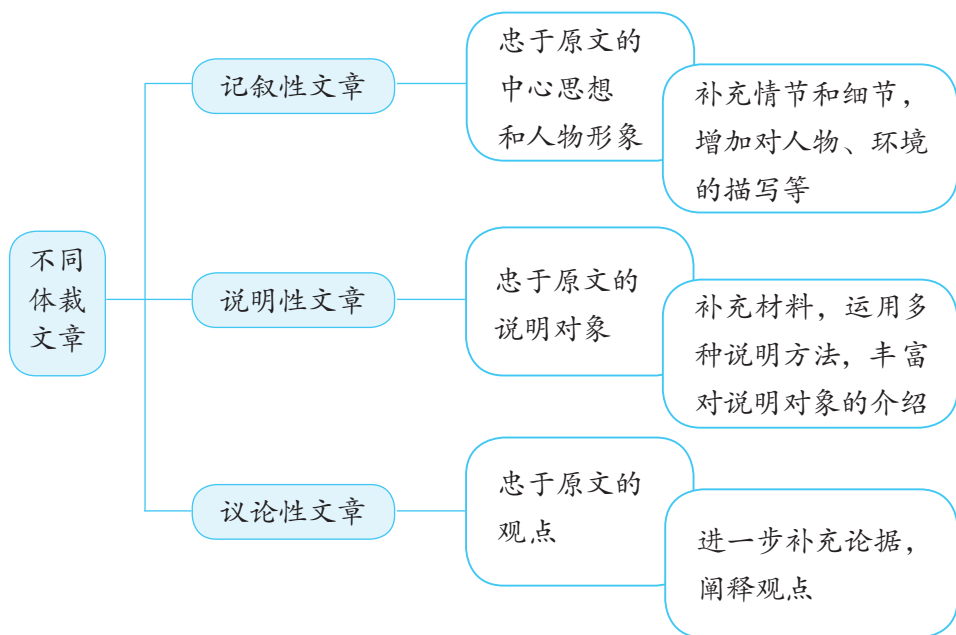 不同
体裁
文章
记叙性文章
忠于原文的
中心思想
和人物形象
补充情节和细节，
增加对人物、环境
的描写等
说明性文章
忠于原文的
说明对象
补充材料，运用多
种说明方法，丰富
对说明对象的介绍
议论性文章
忠于原文的
观点
进一步补充论据，
阐释观点